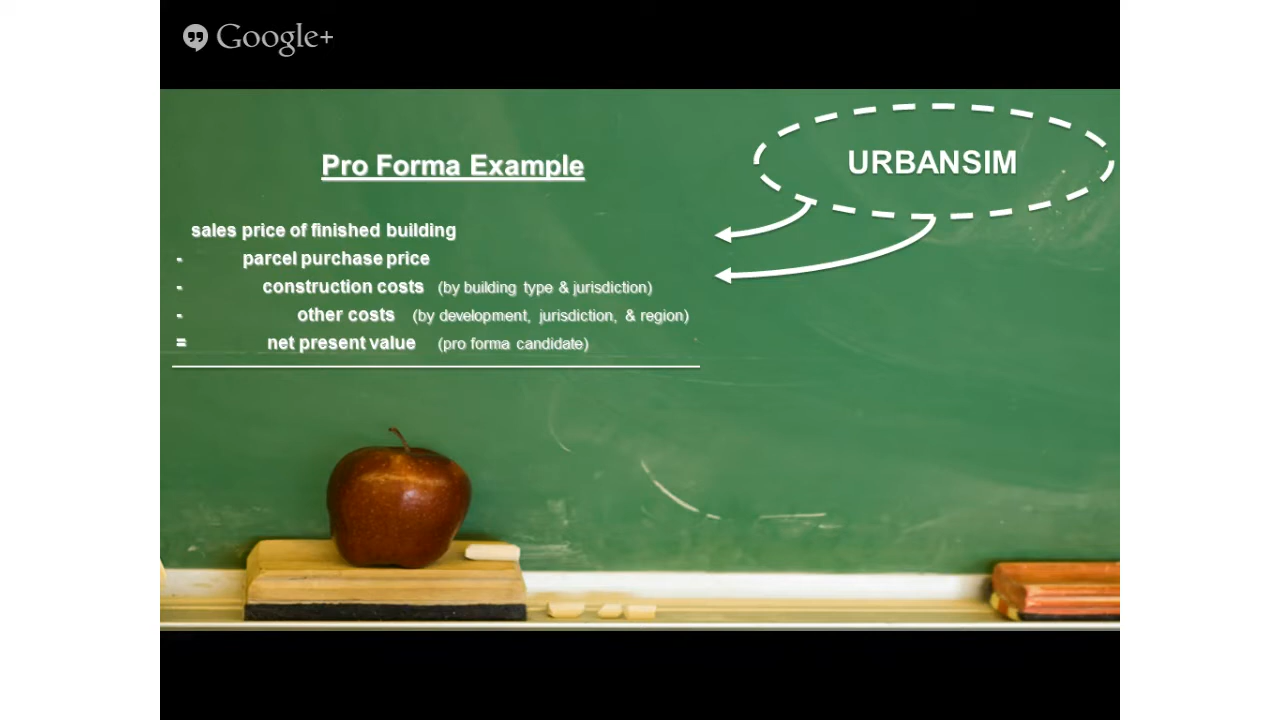 Google+
Pro Forma Example
URBANSIM
sales price of finished building
- parcel purchase price
- construction costs (by building type & jurisdiction)
- other costs (by development, jurisdiction, & region)
= net present value (pro forma candidate)